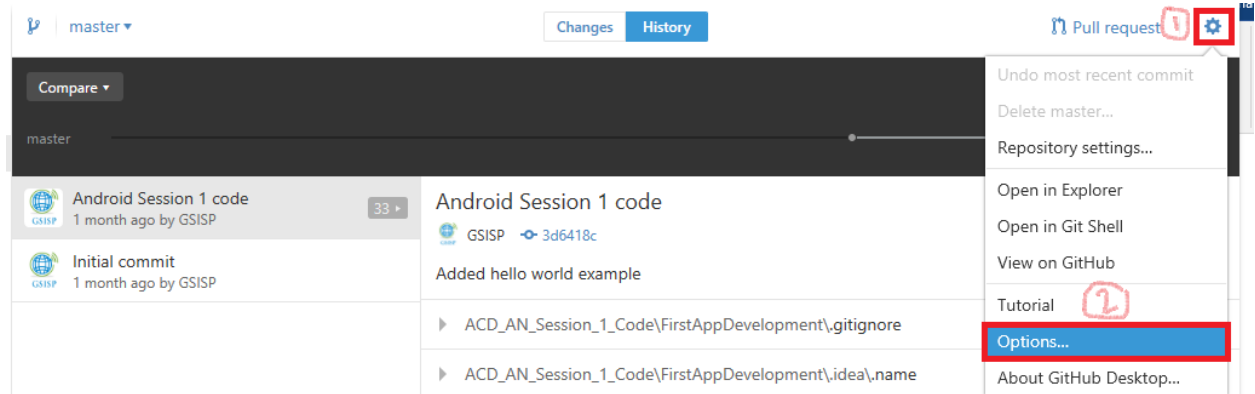 master
Changes
History
Pull request
1
Compare
Undo most recent commit
Delete master...
master
Repository settings...
Android Session 1 code
1 month ago by GSISP
33
GSISP
Android Session 1 code
GSISP
3d6418c
Open in Explorer
Open in Git Shell
Initial commit
1 month ago by GSISP
GSISP
Added hello world example
View on GitHub
Tutorial
2
ACD_AN_Session_1_Code\FirstAppDevelopment\.gitignore
Options...
ACD_AN_Session_1_Code\FirstAppDevelopment\.idea\.name
About GitHub Desktop...